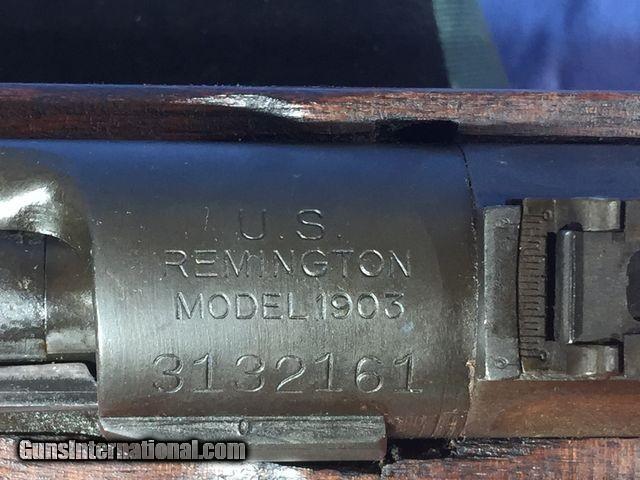 U.S.
REMINGTON
MODEL 1903
3132161
GunsInternational.com